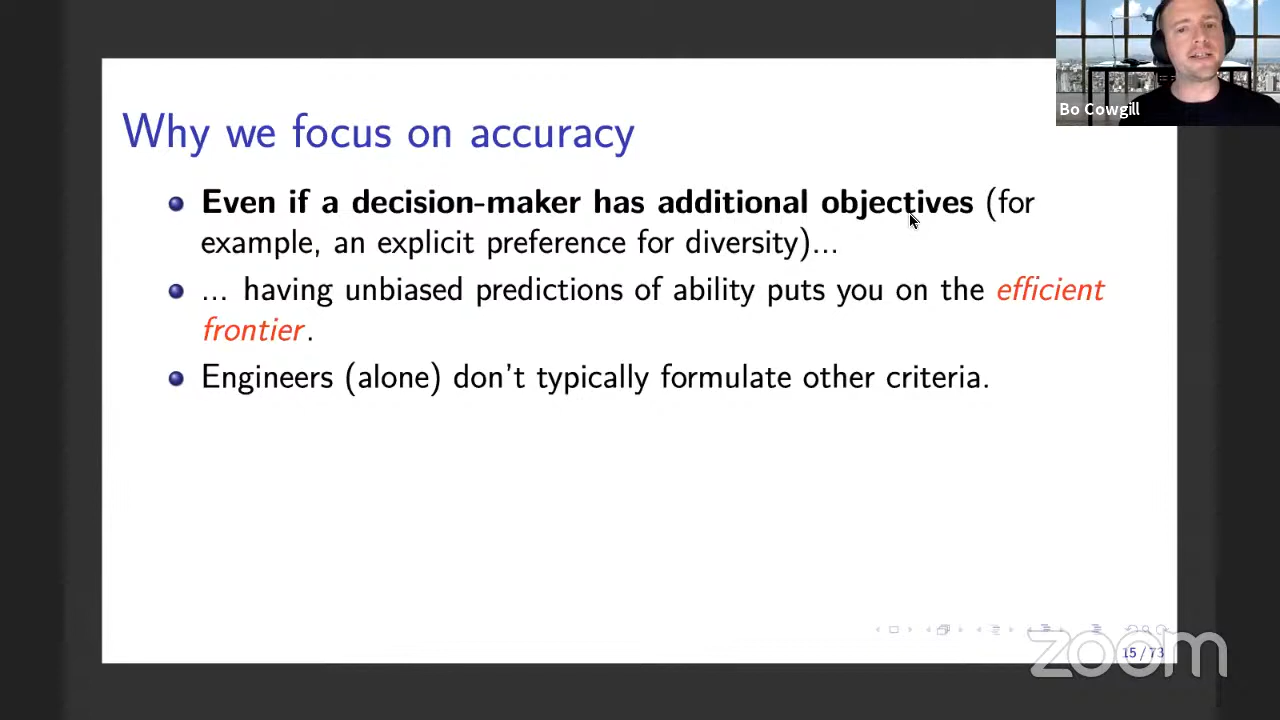 Bo Cowgill
Why we focus on accuracy
Even if a decision-maker has additional objectives (for
example, an explicit preference for diversity)...
... having unbiased predictions of ability puts you on the efficient
frontier.
Engineers (alone) don't typically formulate other criteria.
15 / 73
zoom